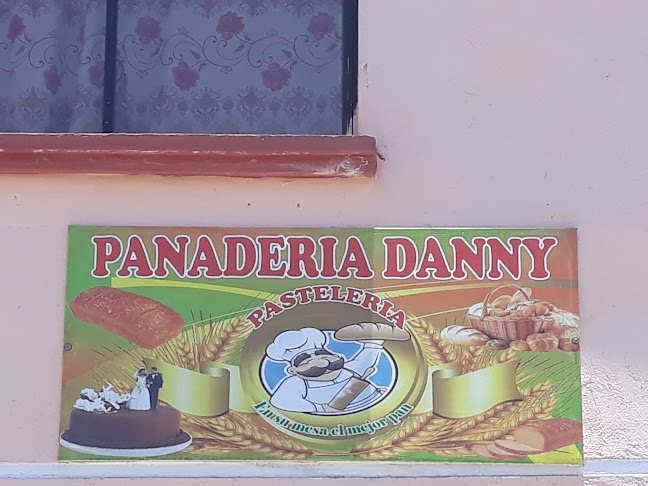 PANADERIA DANNY
PASTELERIA
En su mesa el mejor pan